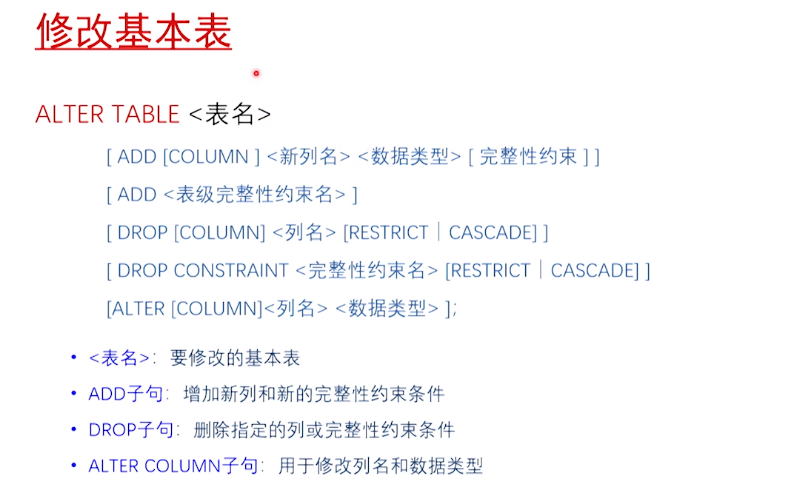 修改基本表
ALTER TABLE <表名>
[ ADD [COLUMN ] <新列名> <数据类型> [ 完整性约束 ] ]
[ ADD <表级完整性约束名> ]
[ DROP [COLUMN] <列名> [RESTRICT｜CASCADE] ]
[ DROP CONSTRAINT <完整性约束名> [RESTRICT｜CASCADE] ]
[ALTER [COLUMN]<列名> <数据类型> ];
• <表名>：要修改的基本表
• ADD子句：增加新列和新的完整性约束条件
• DROP子句：删除指定的列或完整性约束条件
• ALTER COLUMN子句：用于修改列名和数据类型